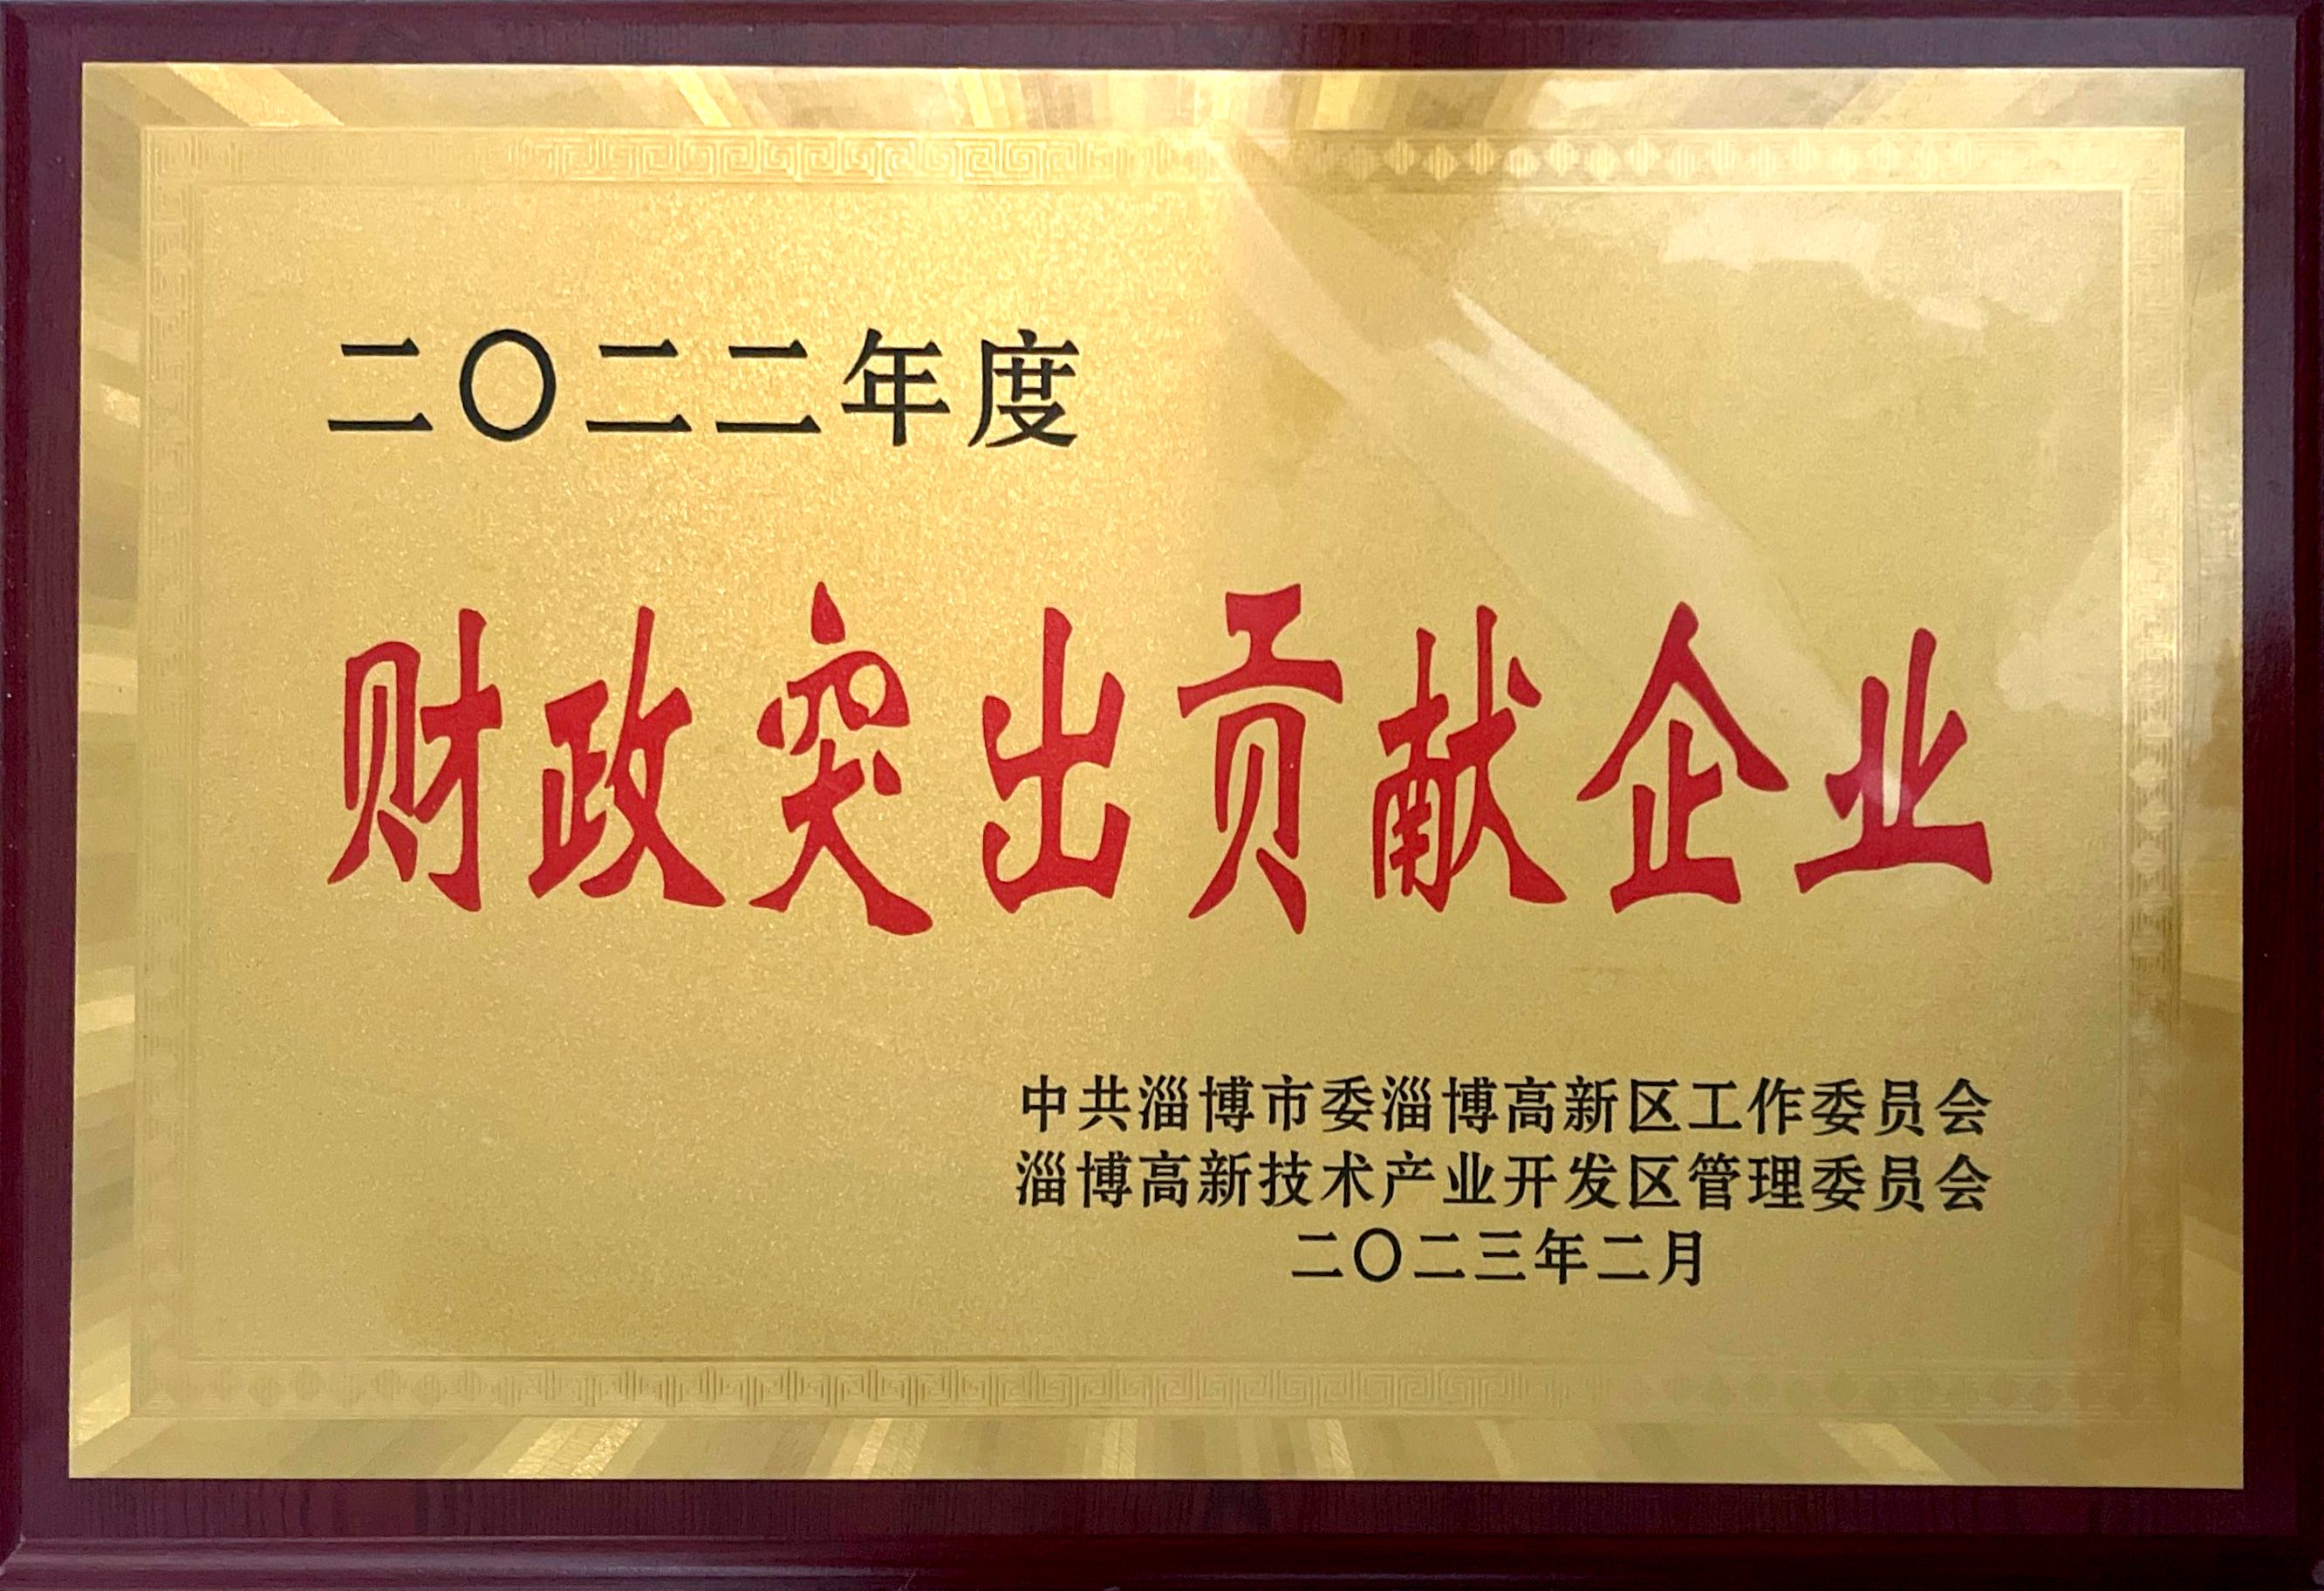 二〇二二年度
财政突出贡献企业
中共淄博市委淄博高新区工作委员会
淄博高新技术产业开发区管理委员会
二〇二三年二月